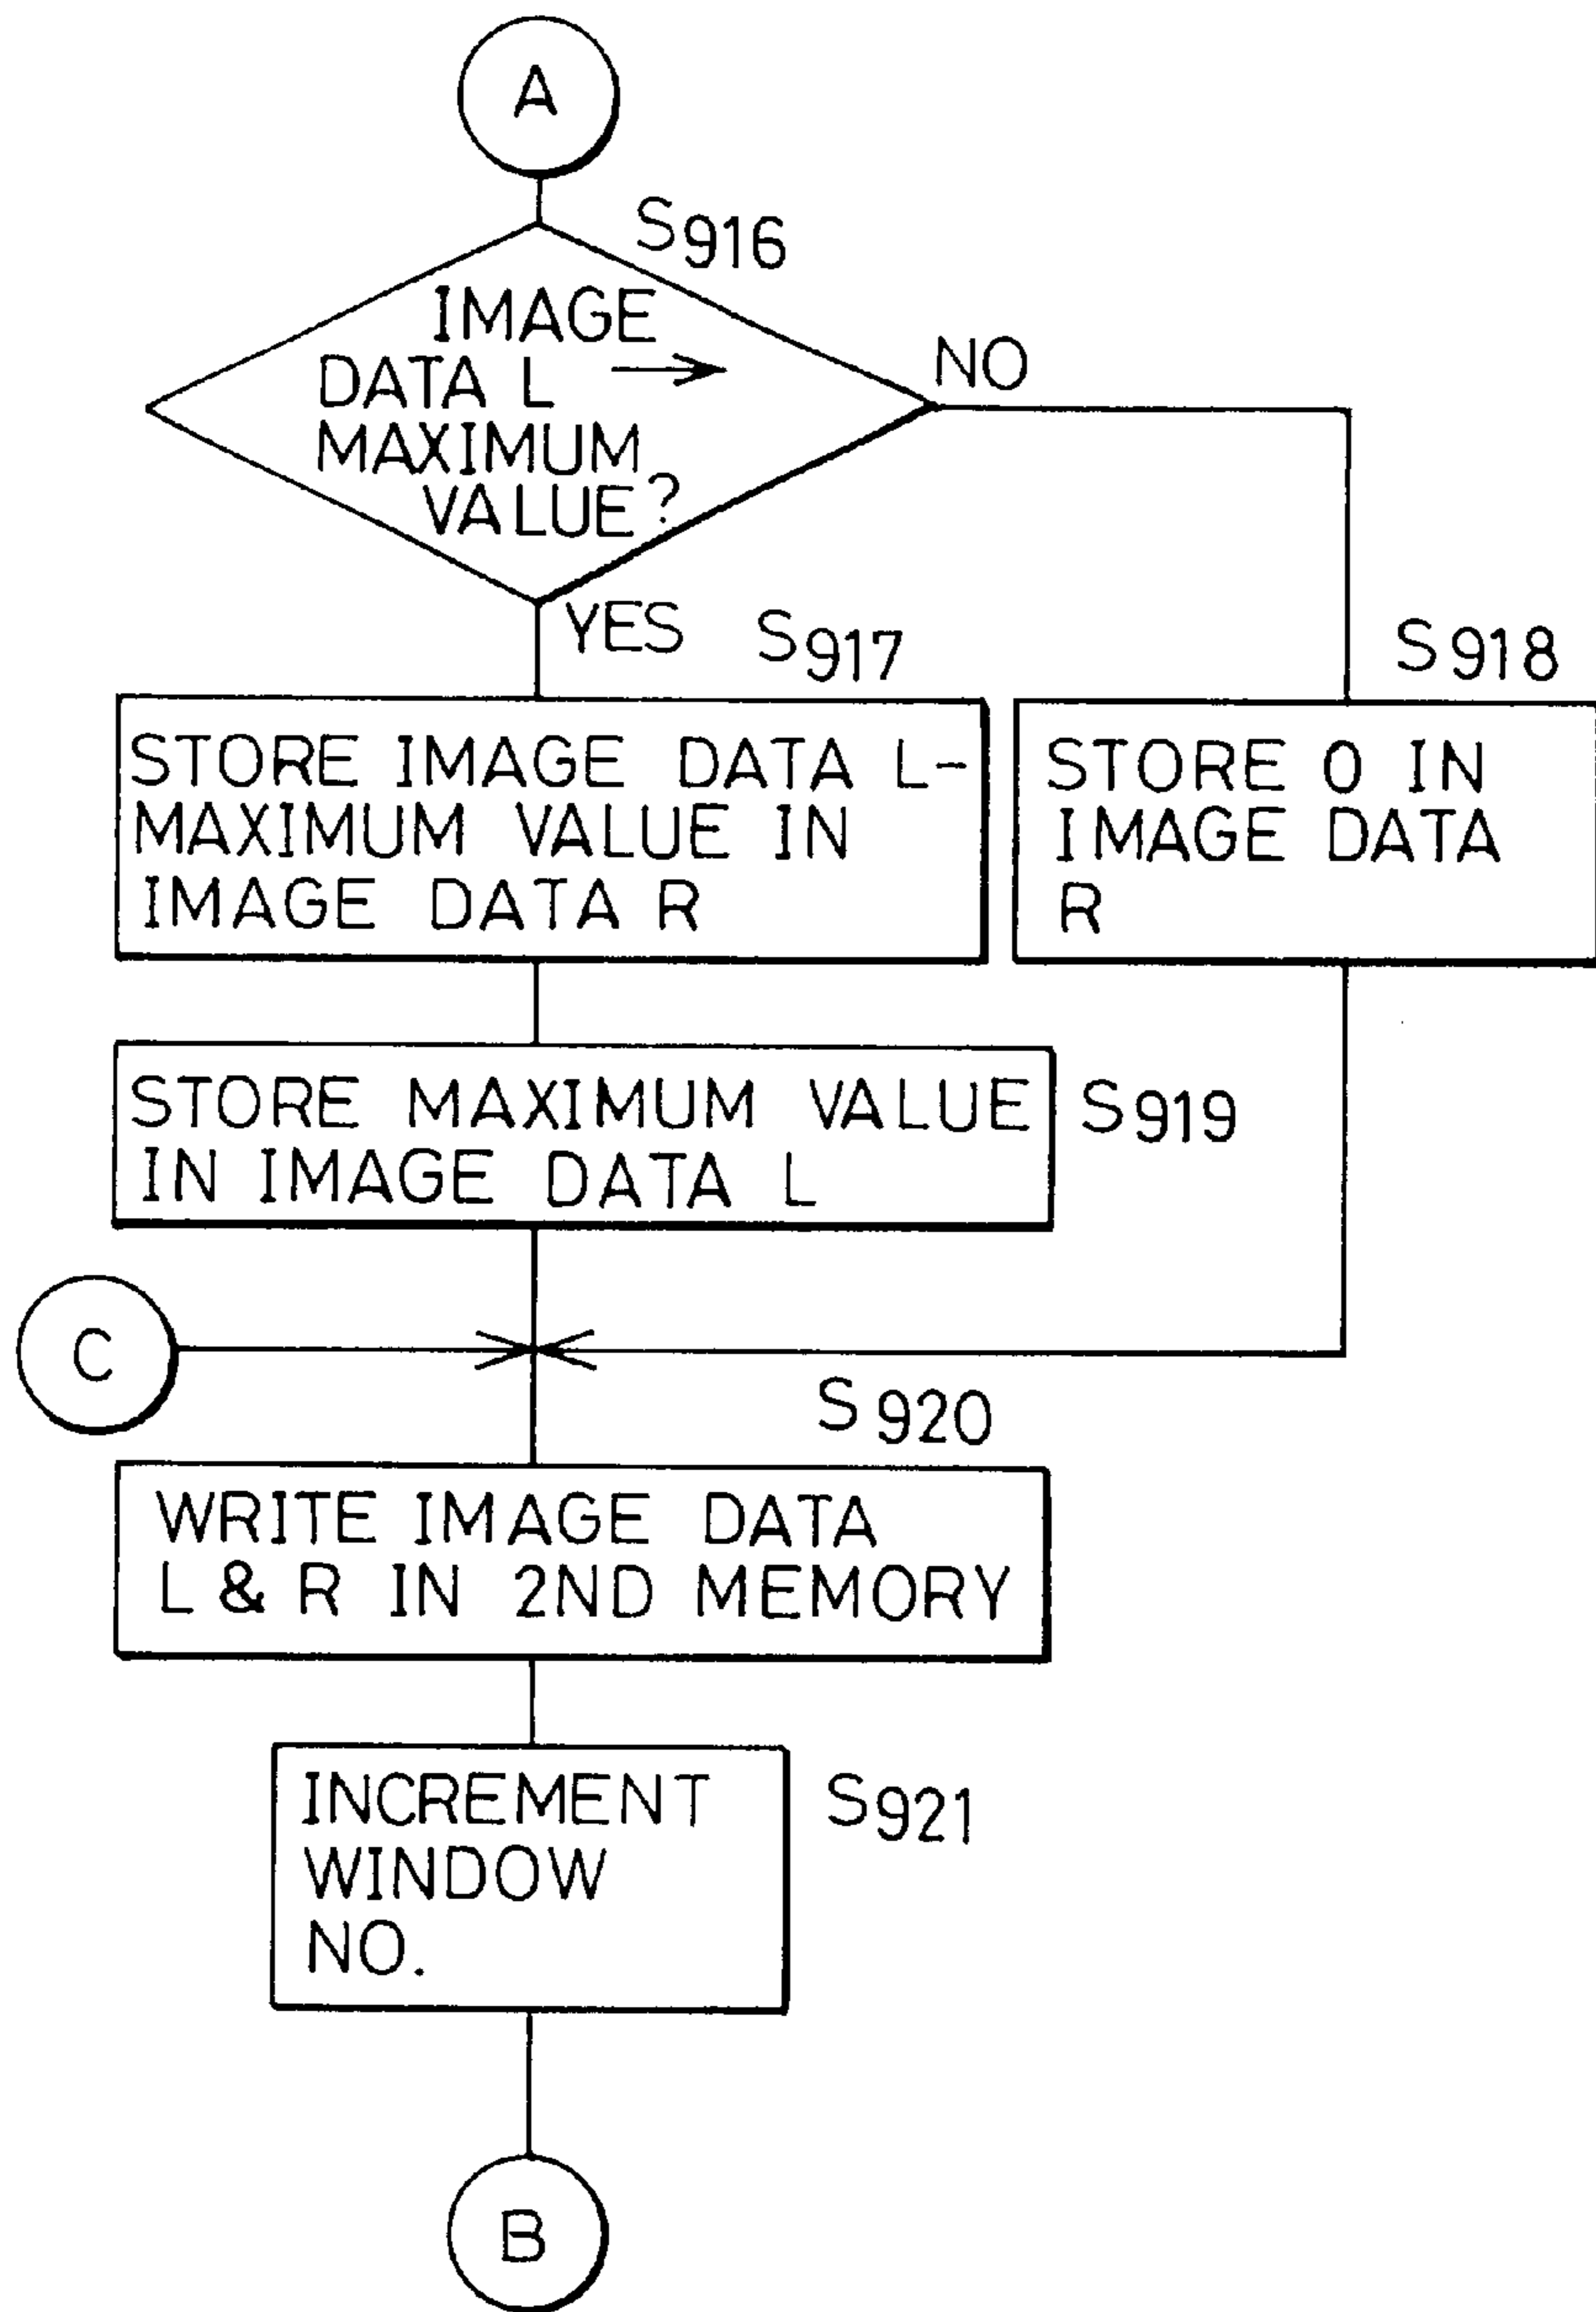 A
S916
IMAGE
DATA L →
MAXIMUM
VALUE?
NO
YES
S917
S918
STORE IMAGE DATA L-
MAXIMUM VALUE IN
IMAGE DATA R
STORE 0 IN
IMAGE DATA
R
STORE MAXIMUM VALUE
IN IMAGE DATA L
S919
C
S920
WRITE IMAGE DATA
L & R IN 2ND MEMORY
INCREMENT
WINDOW
NO.
S921
B